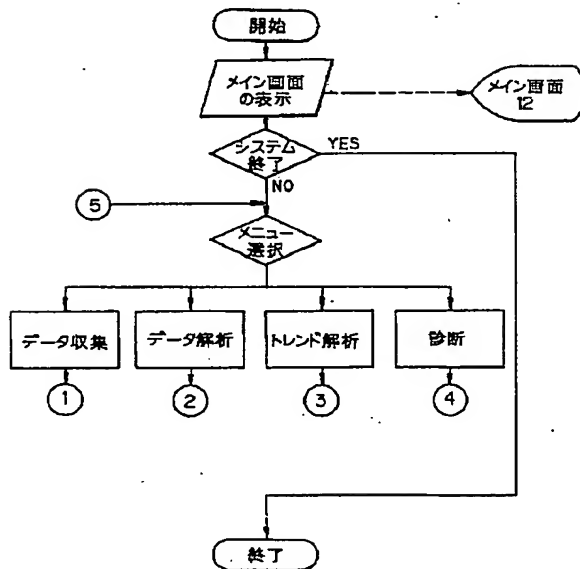 開始
メイン画面
の表示
メイン画面
12
システム
終了
YES
NO
5
メニュー
選択
データ収集
データ解析
トレンド解析
診断
1
2
3
4
終了